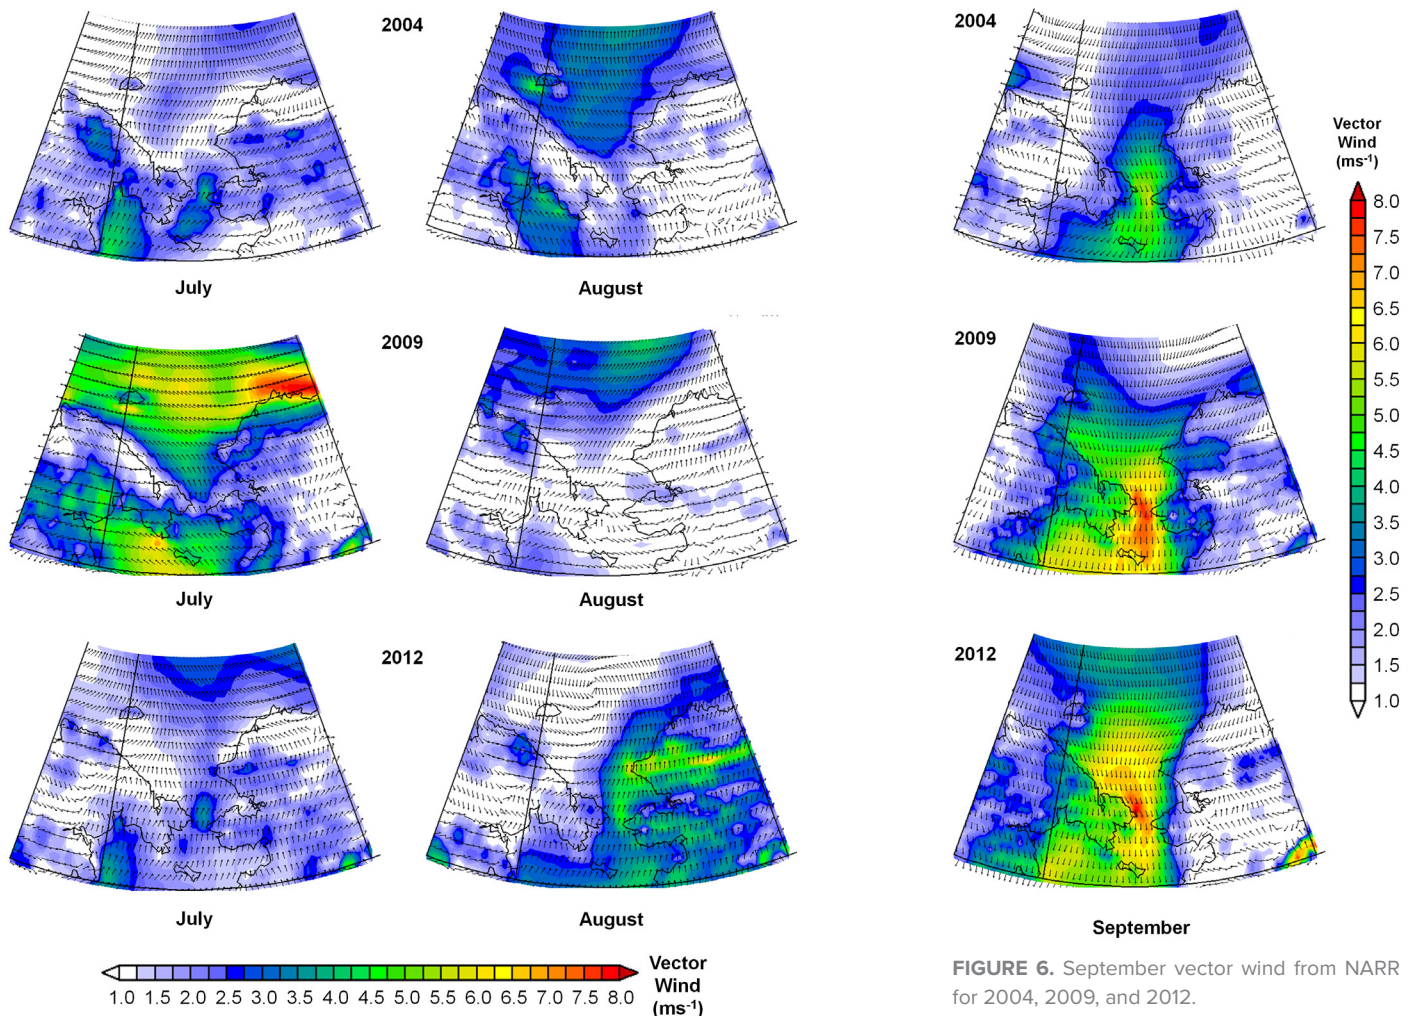 2004
July
August
2009
July
August
2012
July
August
1.0 1.5 2.0 2.5 3.0 3.5 4.0 4.5 5.0 5.5 6.0 6.5 7.0 7.5 8.0
Vector
Wind
(ms-1)
2004
2009
2012
September
Vector
Wind
(ms-1)
8.0
7.5
7.0
6.5
6.0
5.5
5.0
4.5
4.0
3.5
3.0
2.5
2.0
1.5
1.0
FIGURE 6. September vector wind from NARR
for 2004, 2009, and 2012.